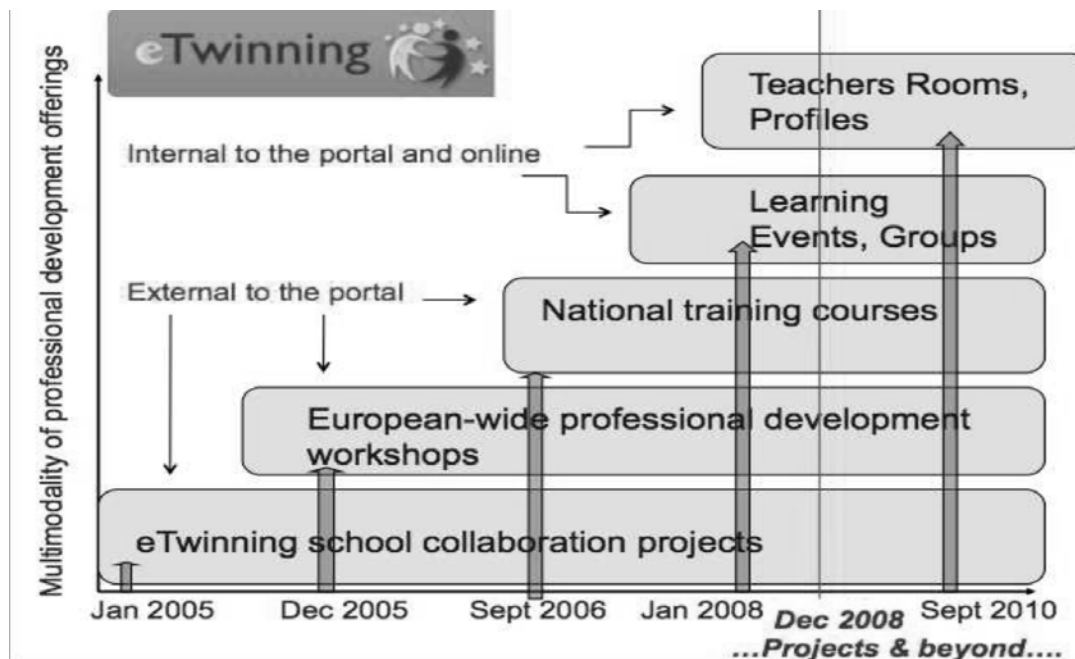 eTwinning
Multimodality of professional development offerings
Teachers Rooms,
Profiles
Internal to the portal and online
Learning
Events, Groups
External to the portal
National training courses
European-wide professional development
workshops
eTwinning school collaboration projects
Jan 2005
Dec 2005
Sept 2006
Jan 2008
Sept 2010
Dec 2008
...Projects & beyond....